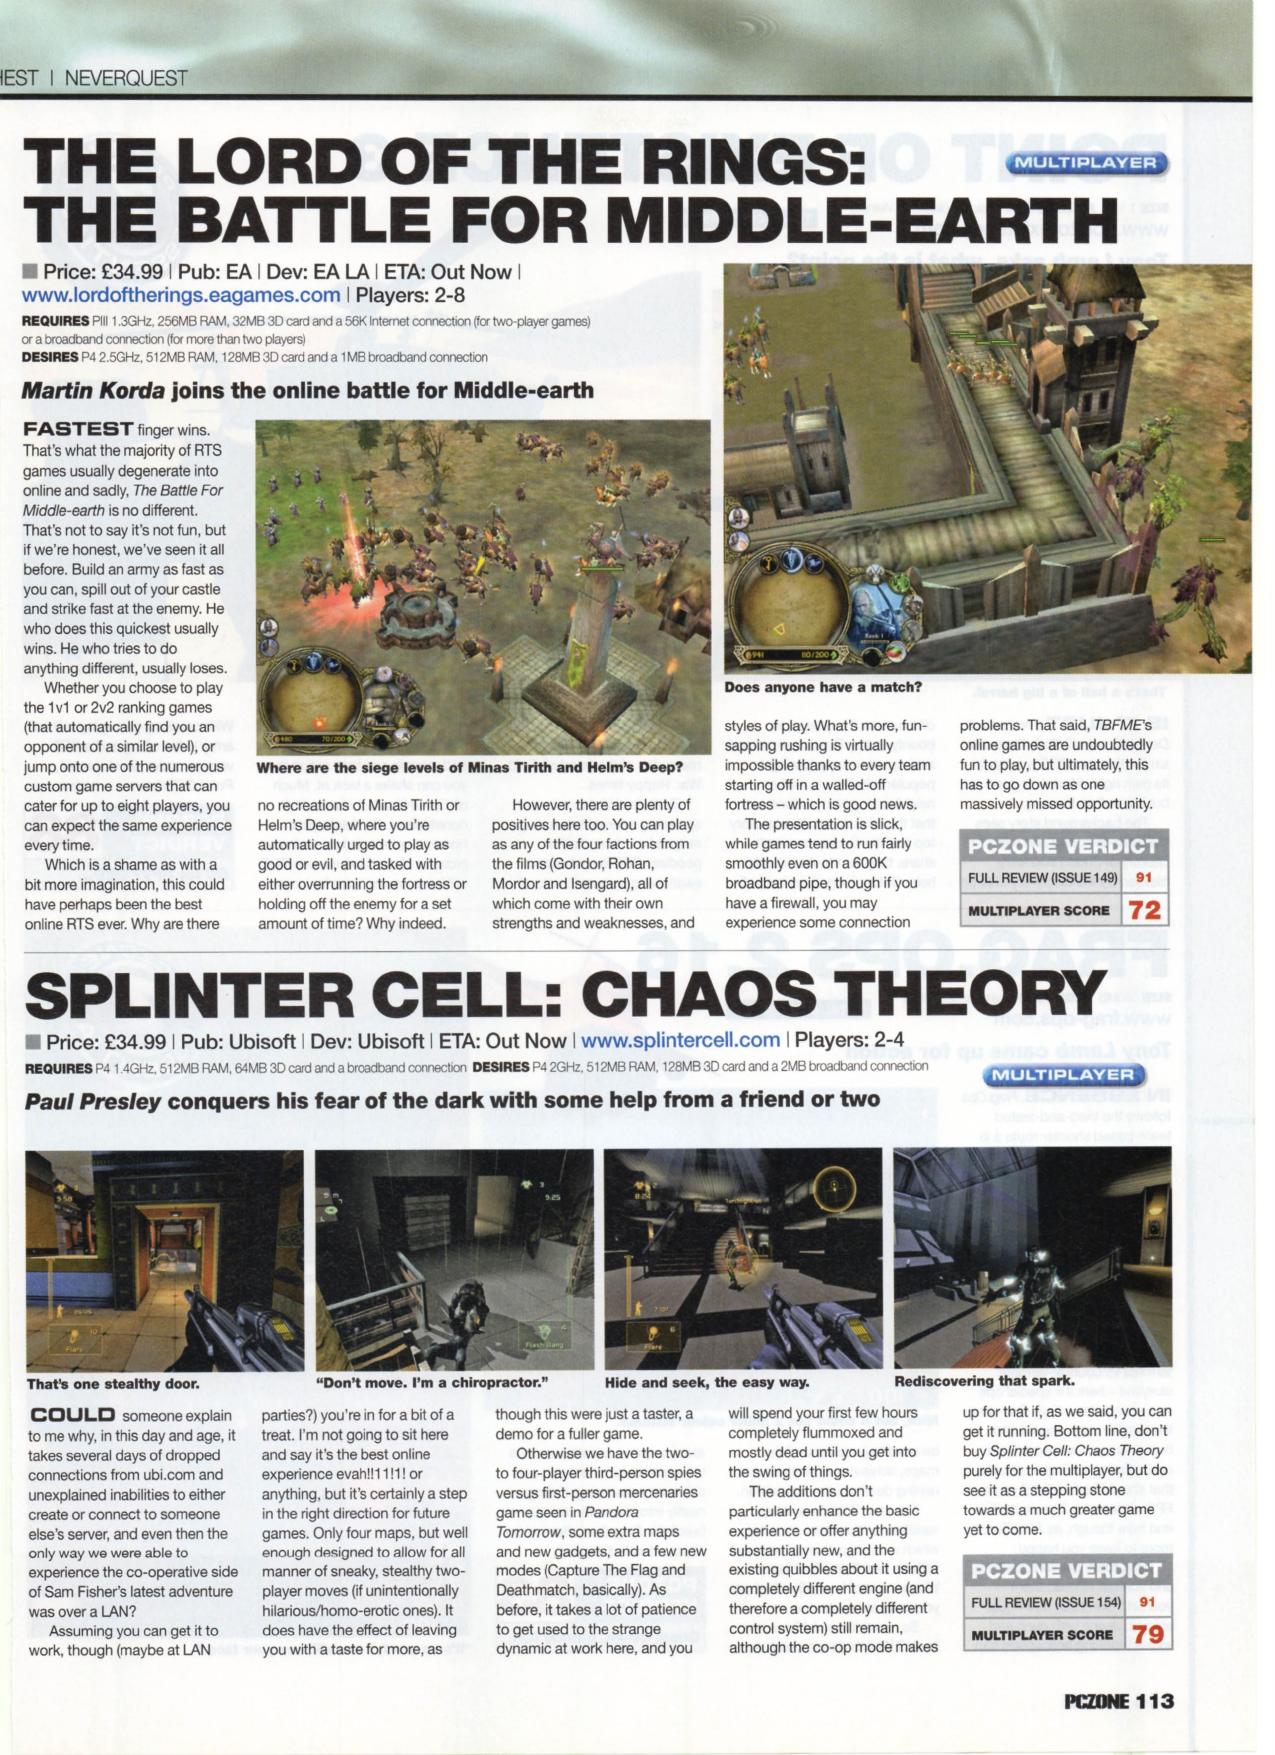 HEST | NEVERQUEST
THE LORD OF THE RINGS:
THE BATTLE FOR MIDDLE-EARTH
MULTIPLAYER
Price: £34.99 | Pub: EA | Dev: EA LA | ETA: Out Now |
www.lordoftherings.eagames.com | Players: 2-8
REQUIRES PIII 1.3GHz, 256MB RAM, 32MB 3D card and a 56K Internet connection (for two-player games)
or a broadband connection (for more than two players)
DESIRES P4 2.5GHz, 512MB RAM, 128MB 3D card and a 1MB broadband connection
Martin Korda joins the online battle for Middle-earth
FASTEST finger wins.
That's what the majority of RTS
games usually degenerate into
online and sadly, The Battle For
Middle-earth is no different.
That's not to say it's not fun, but
if we're honest, we've seen it all
before. Build an army as fast as
you can, spill out of your castle
and strike fast at the enemy. He
who does this quickest usually
wins. He who tries to do
anything different, usually loses.
Whether you choose to play
the 1v1 or 2v2 ranking games
(that automatically find you an
opponent of a similar level), or
jump onto one of the numerous
custom game servers that can
cater for up to eight players, you
can expect the same experience
every time.
Which is a shame as with a
bit more imagination, this could
have perhaps been the best
online RTS ever. Why are there
480
70/200
Where are the siege levels of Minas Tirith and Helm's Deep?
no recreations of Minas Tirith or
Helm's Deep, where you're
automatically urged to play as
good or evil, and tasked with
either overrunning the fortress or
holding off the enemy for a set
amount of time? Why indeed.
However, there are plenty of
positives here too. You can play
as any of the four factions from
the films (Gondor, Rohan,
Mordor and Isengard), all of
which come with their own
strengths and weaknesses, and
Rank 1
941
110/200
Does anyone have a match?
styles of play. What's more, fun-
sapping rushing is virtually
impossible thanks to every team
starting off in a walled-off
fortress – which is good news.
The presentation is slick,
while games tend to run fairly
smoothly even on a 600K
broadband pipe, though if you
have a firewall, you may
experience some connection
problems. That said, TBFME's
online games are undoubtedly
fun to play, but ultimately, this
has to go down as one
massively missed opportunity.
PCZONE VERDICT
FULL REVIEW (ISSUE 149) 91
MULTIPLAYER SCORE 72
SPLINTER CELL: CHAOS THEORY
Price: £34.99 | Pub: Ubisoft | Dev: Ubisoft | ETA: Out Now | www.splintercell.com | Players: 2-4
REQUIRES P4 1.4GHz, 512MB RAM, 64MB 3D card and a broadband connection DESIRES P4 2GHz, 512MB RAM, 128MB 3D card and a 2MB broadband connection
MULTIPLAYER
Paul Presley conquers his fear of the dark with some help from a friend or two
Flare
That's one stealthy door.
3
9:25
Flash Bang
"Don't move. I'm a chiropractor."
Flare
Hide and seek, the easy way.
Rediscovering that spark.
COULD someone explain
to me why, in this day and age, it
takes several days of dropped
connections from ubi.com and
unexplained inabilities to either
create or connect to someone
else's server, and even then the
only way we were able to
experience the co-operative side
of Sam Fisher's latest adventure
was over a LAN?
Assuming you can get it to
work, though (maybe at LAN
parties?) you're in for a bit of a
treat. I'm not going to sit here
and say it's the best online
experience evah!!11!1! or
anything, but it's certainly a step
in the right direction for future
games. Only four maps, but well
enough designed to allow for all
manner of sneaky, stealthy two-
player moves (if unintentionally
hilarious/homo-erotic ones). It
does have the effect of leaving
you with a taste for more, as
though this were just a taster, a
demo for a fuller game.
Otherwise we have the two-
to four-player third-person spies
versus first-person mercenaries
game seen in Pandora
Tomorrow, some extra maps
and new gadgets, and a few new
modes (Capture The Flag and
Deathmatch, basically). As
before, it takes a lot of patience
to get used to the strange
dynamic at work here, and you
will spend your first few hours
completely flummoxed and
mostly dead until you get into
the swing of things.
The additions don't
particularly enhance the basic
experience or offer anything
substantially new, and the
existing quibbles about it using a
completely different engine (and
therefore a completely different
control system) still remain,
although the co-op mode makes
up for that if, as we said, you can
get it running. Bottom line, don't
buy Splinter Cell: Chaos Theory
purely for the multiplayer, but do
see it as a stepping stone
towards a much greater game
yet to come.
PCZONE VERDICT
FULL REVIEW (ISSUE 154) 91
MULTIPLAYER SCORE 79
PCZONE 113